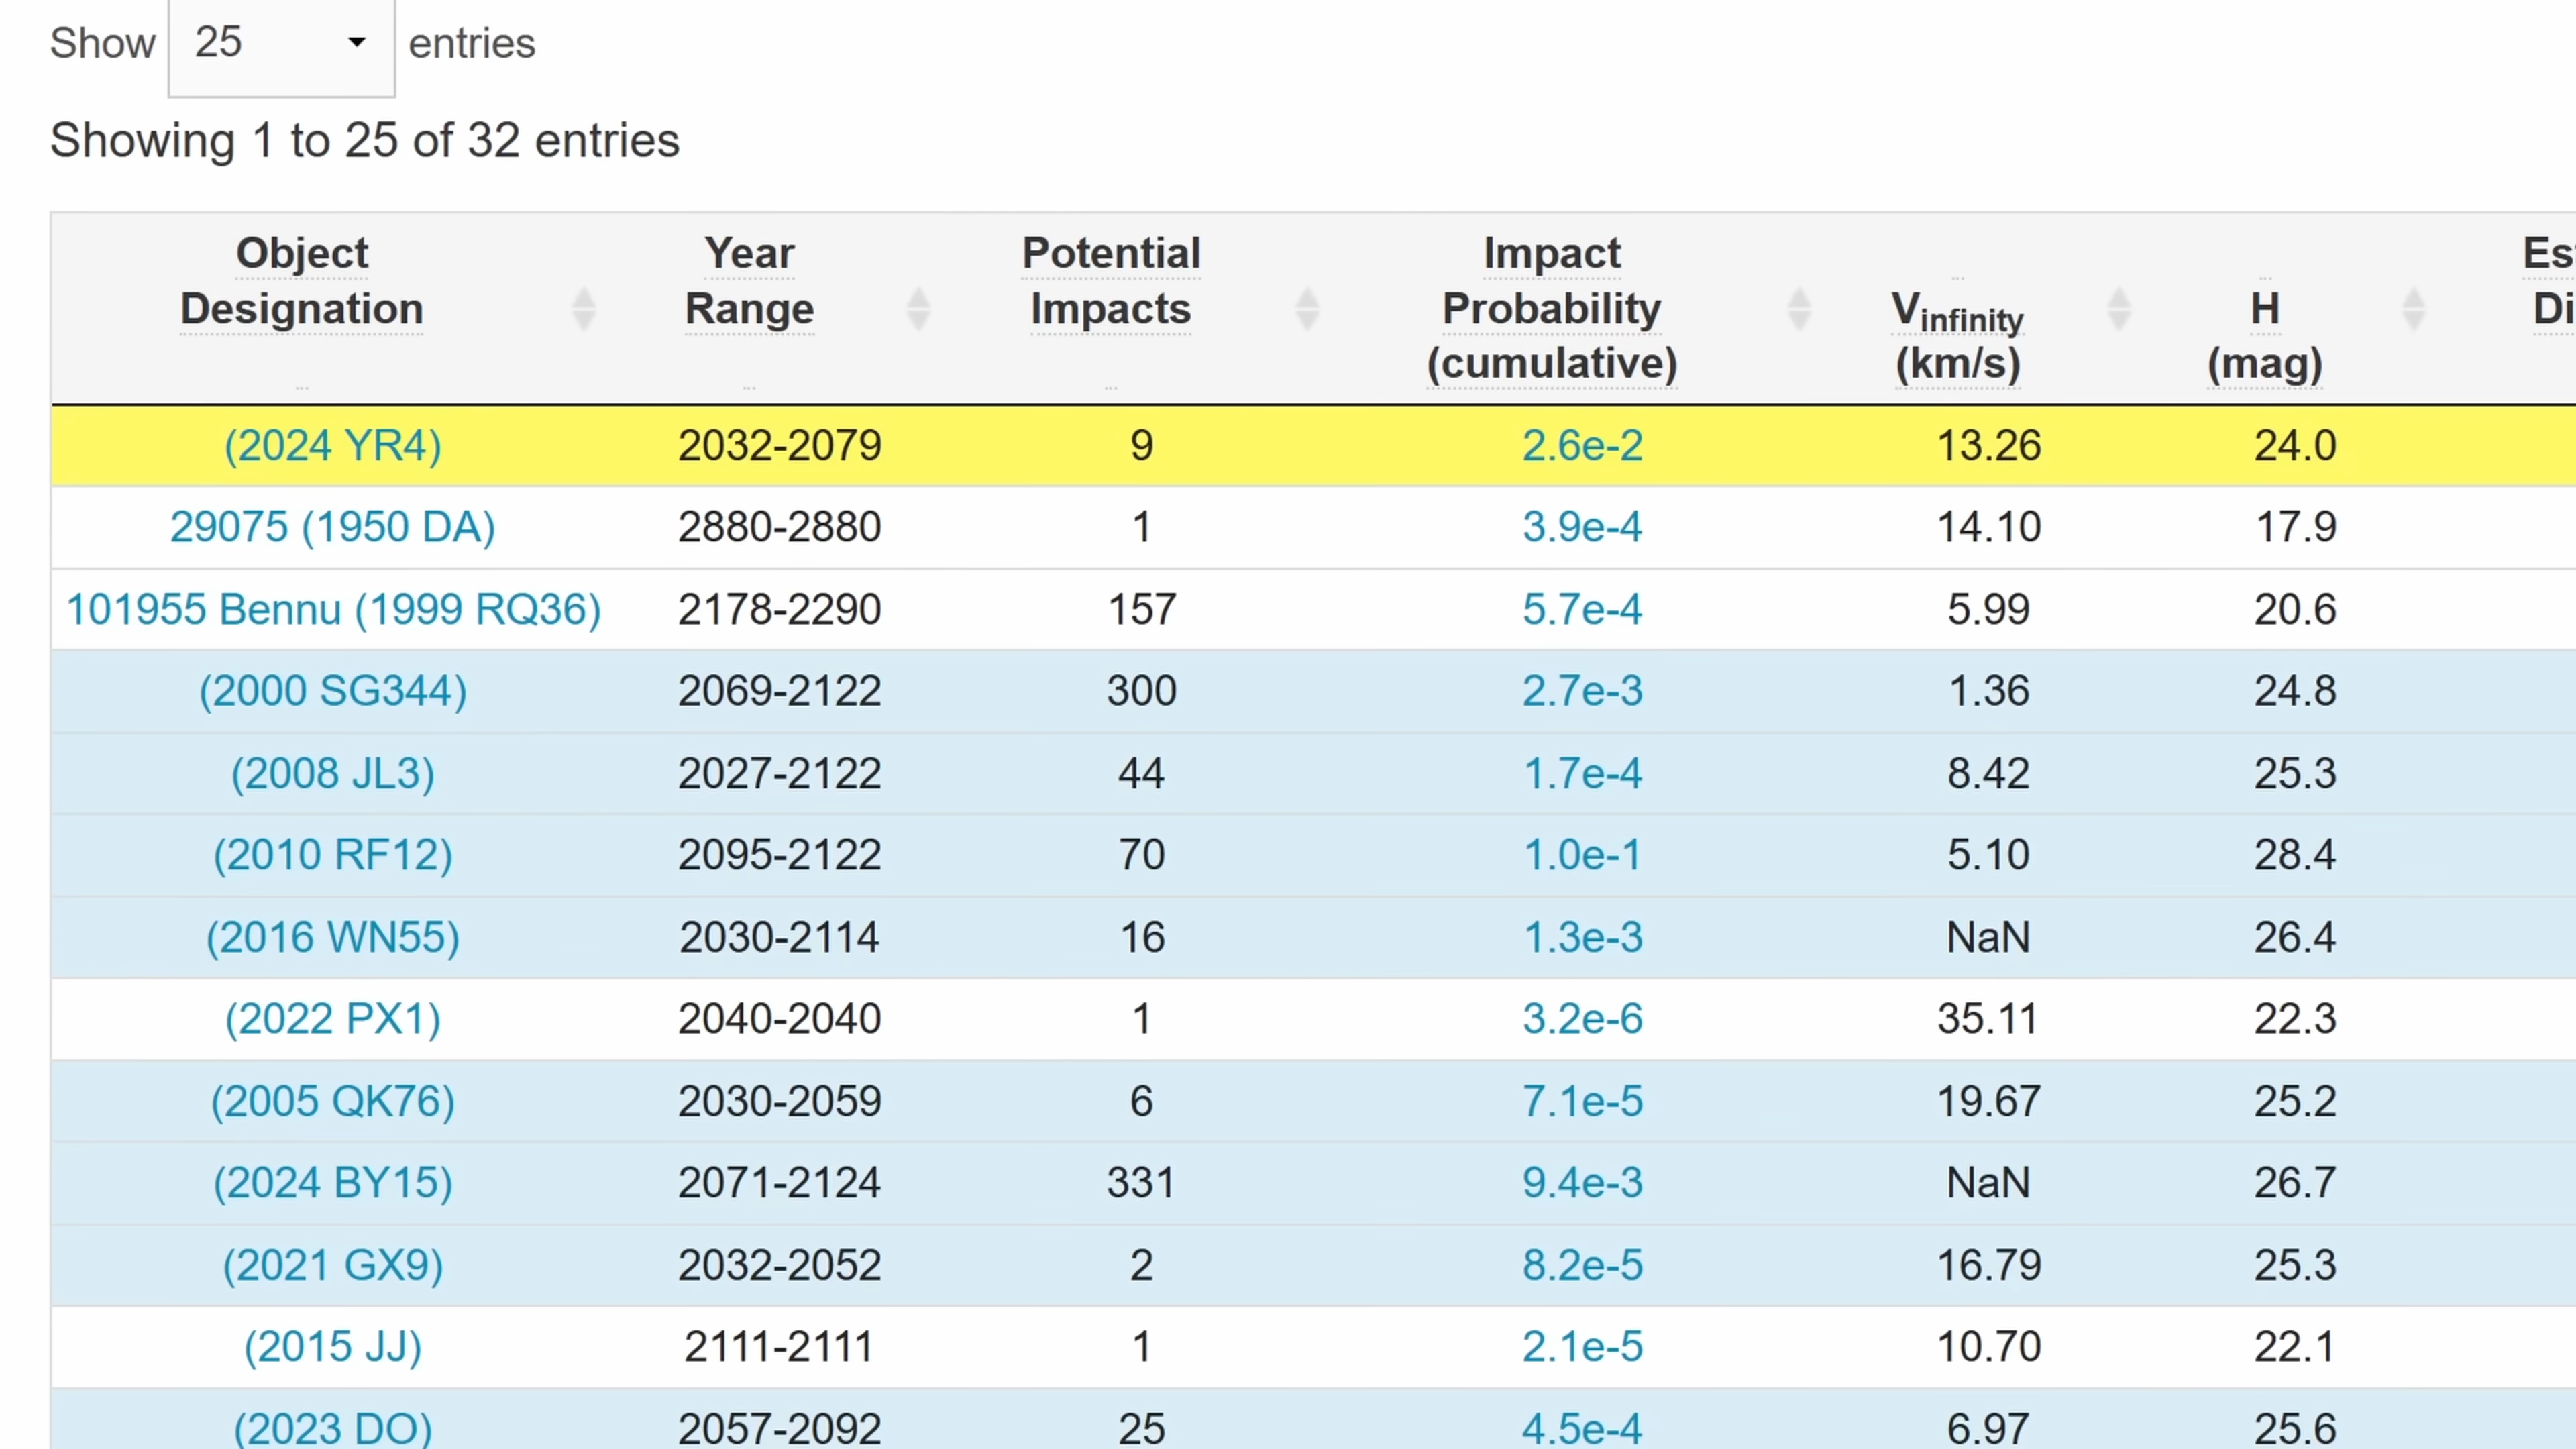 Show 25 entries
Showing 1 to 25 of 32 entries
Object Designation Year Range Potential Impacts Impact Probability (cumulative) Vinfinity (km/s) H (mag)
(2024 YR4) 2032-2079 9 2.6e-2 13.26 24.0
29075 (1950 DA) 2880-2880 1 3.9e-4 14.10 17.9
101955 Bennu (1999 RQ36) 2178-2290 157 5.7e-4 5.99 20.6
(2000 SG344) 2069-2122 300 2.7e-3 1.36 24.8
(2008 JL3) 2027-2122 44 1.7e-4 8.42 25.3
(2010 RF12) 2095-2122 70 1.0e-1 5.10 28.4
(2016 WN55) 2030-2114 16 1.3e-3 NaN 26.4
(2022 PX1) 2040-2040 1 3.2e-6 35.11 22.3
(2005 QK76) 2030-2059 6 7.1e-5 19.67 25.2
(2024 BY15) 2071-2124 331 9.4e-3 NaN 26.7
(2021 GX9) 2032-2052 2 8.2e-5 16.79 25.3
(2015 JJ) 2111-2111 1 2.1e-5 10.70 22.1
(2023 DO) 2057-2092 25 4.5e-4 6.97 25.6